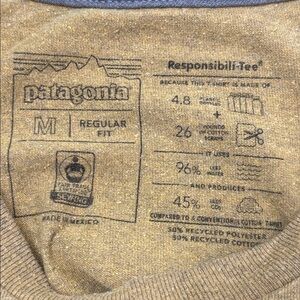 patagonia
M
REGULAR
FIT
FAIR TRADE
CERTIFIED
SEWING
MADE IN MEXICO
Responsibili-Tee®
BECAUSE THIS T-SHIRT IS MADE OF
4.8 PLASTIC BOTTLES
+
26 POUNDS OF COTTON SCRAPS
IT USES
96% LESS WATER
AND PRODUCES
45% LESS CO₂
COMPARED TO A CONVENTIONAL COTTON T-SHIRT
50% RECYCLED POLYESTER
50% RECYCLED COTTON